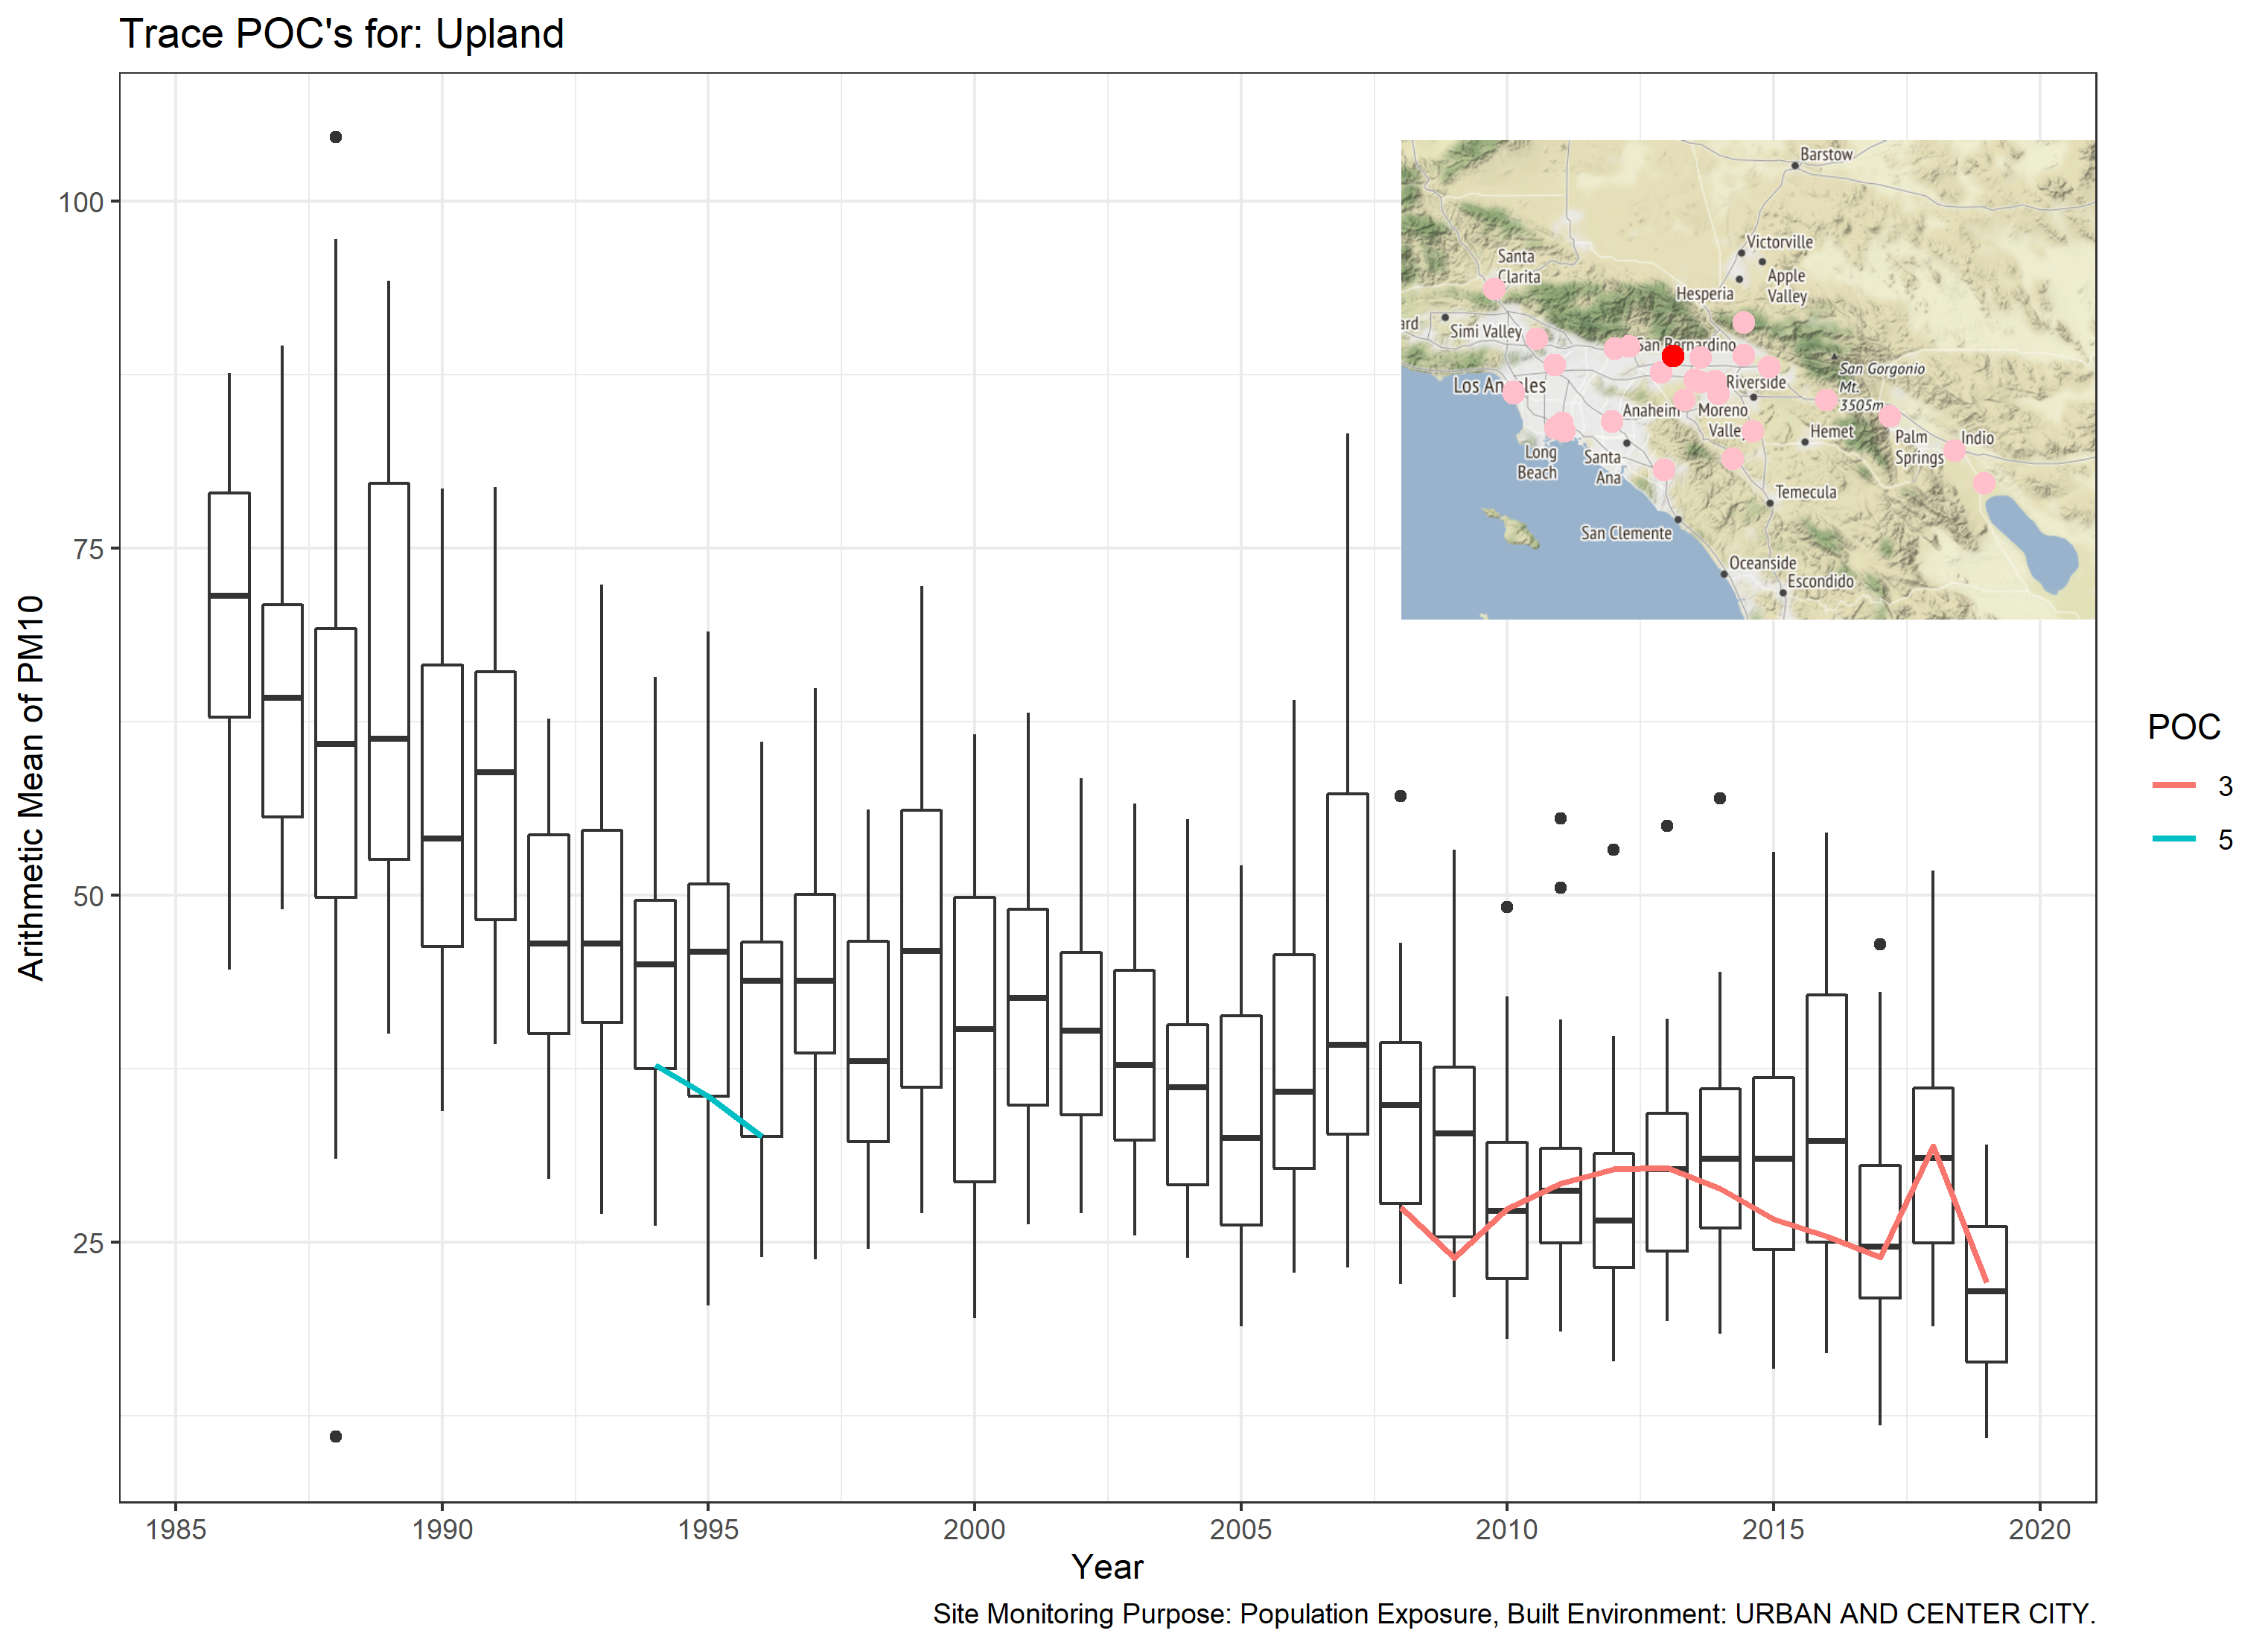 Trace POC's for: Upland
Arithmetic Mean of PM10
100
75
50
25
Barstow
Victorville
Apple
Valley
Hesperia
Santa
Clarita
ard
Simi Valley
San Bernardino
San Gorgonio
Mt.
3505m
Los Angeles
Riverside
Anaheim
Moreno
Valley
Hemet
Palm
Springs
Indio
Long
Beach
Santa
Ana
Temecula
San Clemente
Oceanside
Escondido
POC
3
5
1985 1990 1995 2000 2005 2010 2015 2020
Year
Site Monitoring Purpose: Population Exposure, Built Environment: URBAN AND CENTER CITY.